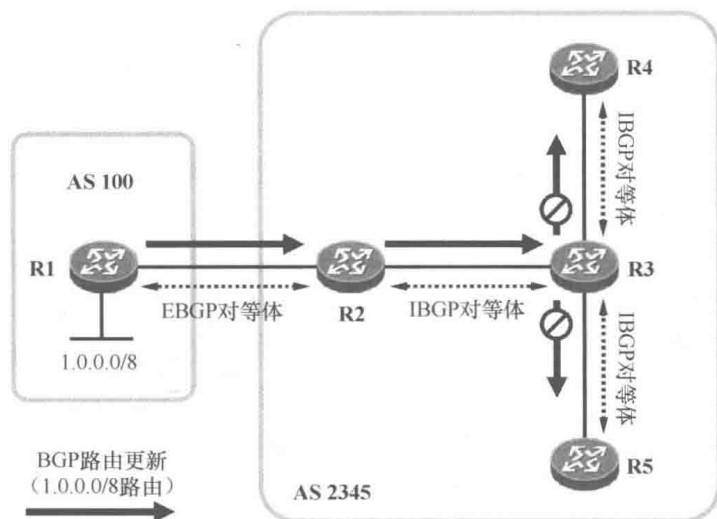 R4
IBGP对等体
AS 100
R1
EBGP对等体
R2
IBGP对等体
R3
1.0.0.0/8
IBGP对等体
BGP路由更新
（1.0.0.0/8路由）
AS 2345
R5